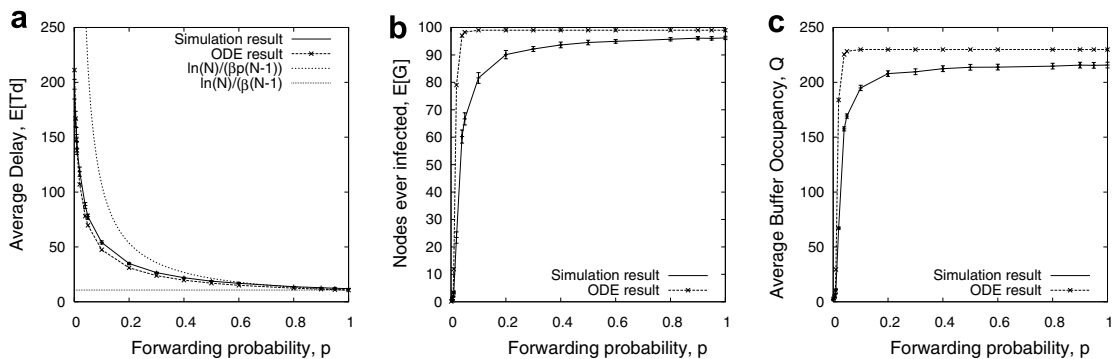 a
250
200
150
100
50
0
Average Delay, E[Td]
Simulation result
ODE result
ln(N)/(βp(N-1))
ln(N)/(β(N-1)
0 0.2 0.4 0.6 0.8 1
Forwarding probability, p
b
100
90
80
70
60
50
40
30
20
10
0
Nodes ever infected, E[G]
Simulation result
ODE result
0 0.2 0.4 0.6 0.8 1
Forwarding probability, p
c
250
200
150
100
50
0
Average Buffer Occupancy, Q
Simulation result
ODE result
0 0.2 0.4 0.6 0.8 1
Forwarding probability, p